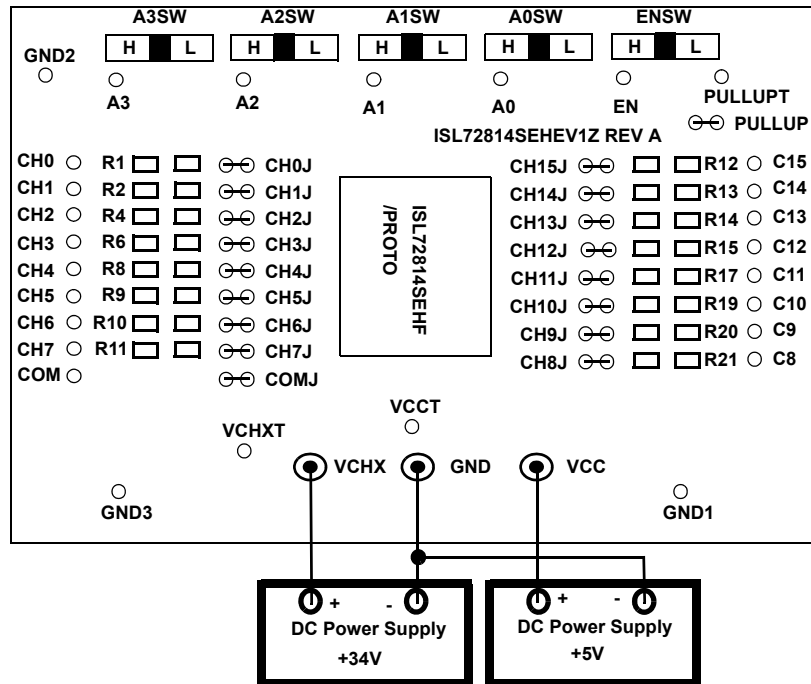 A3SW A2SW A1SW A0SW ENSW
H L H L H L H L H L
GND2
A3 A2 A1 A0 EN PULLUPT
PULLUP
ISL72814SEHEV1Z REV A
CH0 R1 CH0J CH15J R12 C15
CH1 R2 CH1J CH14J R13 C14
CH2 R4 CH2J CH13J R14 C13
CH3 R6 CH3J CH12J R15 C12
CH4 R8 CH4J CH11J R17 C11
CH5 R9 CH5J CH10J R19 C10
CH6 R10 CH6J CH9J R20 C9
CH7 R11 CH7J CH8J R21 C8
COM COMJ
ISL72814SEHF
/PROTO
VCCT
VCHXT
VCHX GND VCC
GND3 GND1
+ - + -
DC Power Supply DC Power Supply
+34V +5V